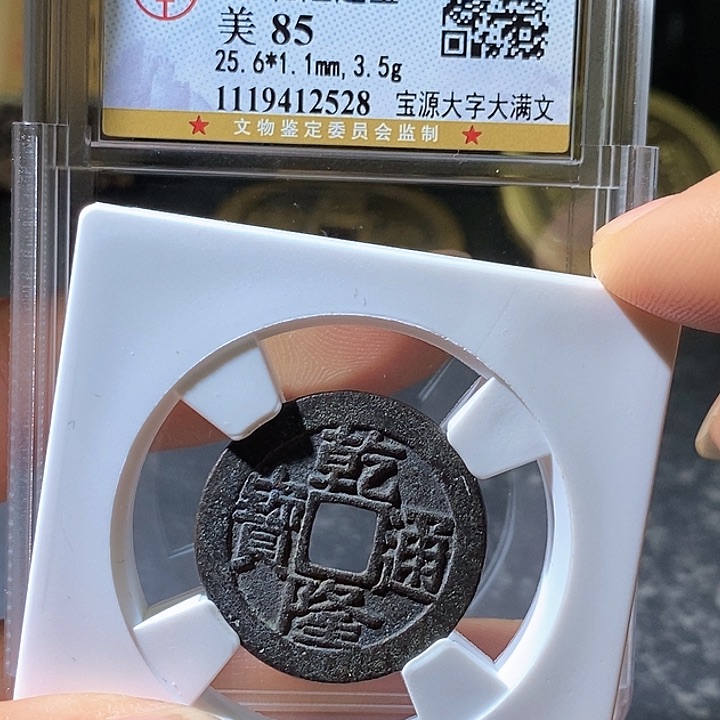 美 85
25.6*1.1mm,3.5g
1119412528 宝源大字大满文
★ 文物鉴定委员会监制 ★
乾
寶 通
隆